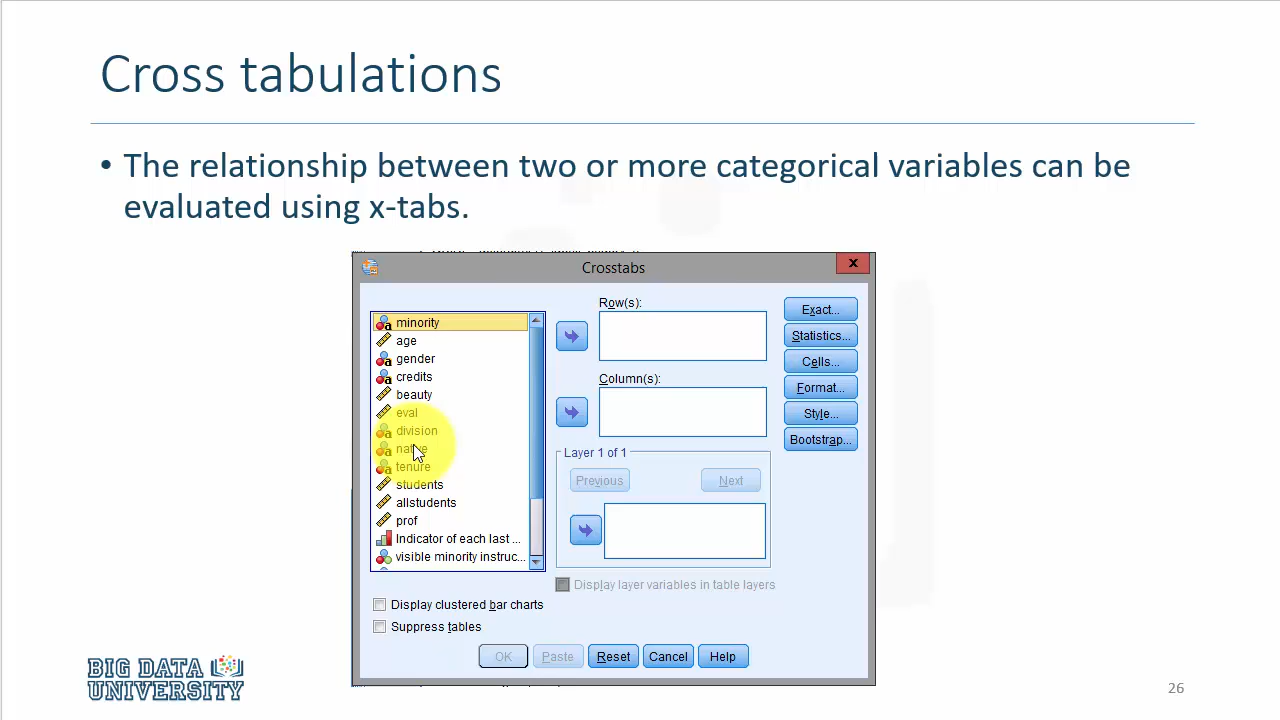 Cross tabulations
• The relationship between two or more categorical variables can be
evaluated using x-tabs.
Crosstabs
x
minority
age
gender
credits
beauty
eval
division
native
tenure
students
allstudents
prof
Indicator of each last ...
visible minority instruc...
Row(s):
Column(s):
Layer 1 of 1
Previous
Next
Display layer variables in table layers
Exact...
Statistics...
Cells...
Format...
Style...
Bootstrap...
Display clustered bar charts
Suppress tables
OK
Paste
Reset
Cancel
Help
BIG DATA
UNIVERSITY
26